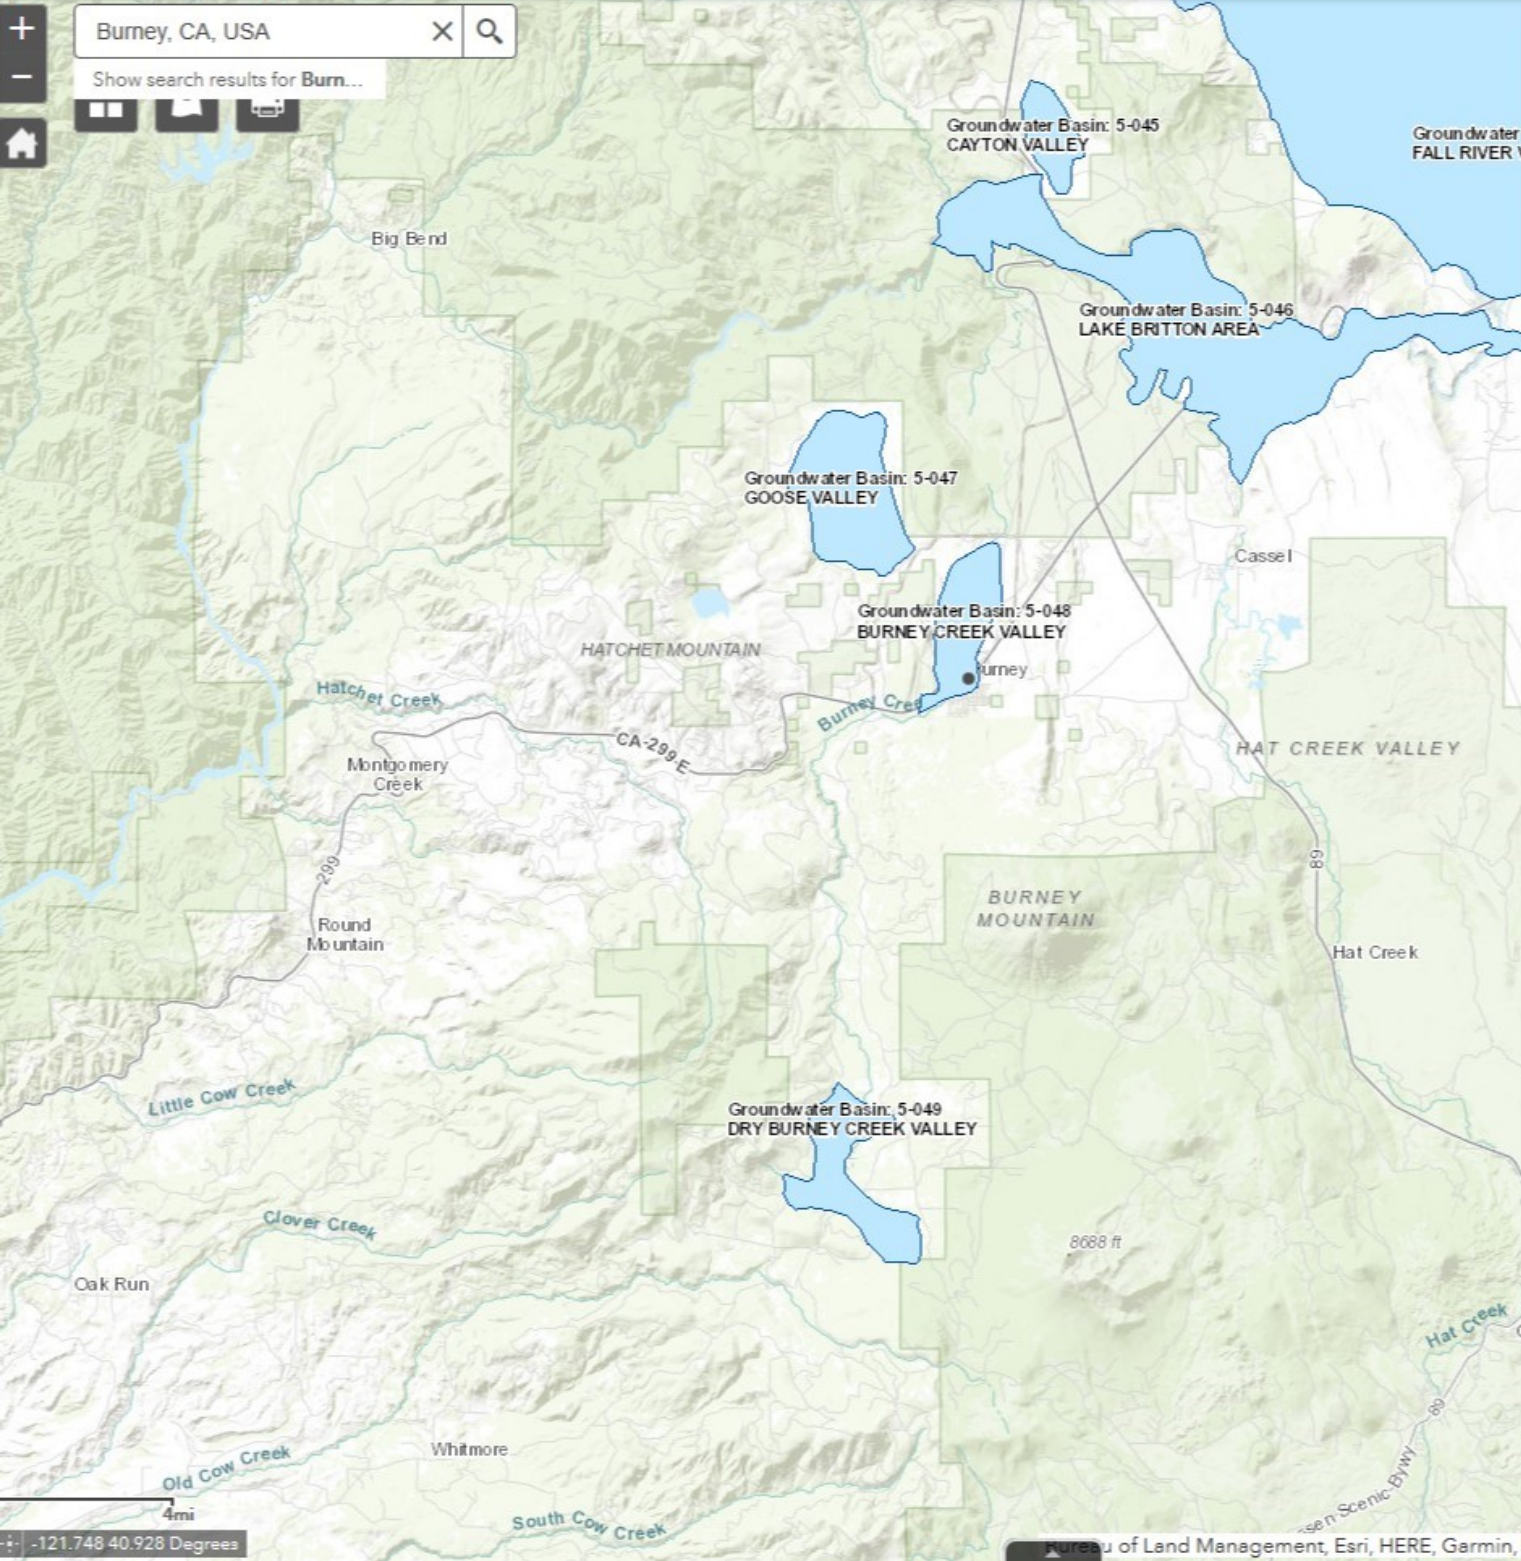 +
Burney, CA, USA
Show search results for Burn...
−
Groundwater Basin: 5-045
CAYTON VALLEY
Groundwater
FALL RIVER V
Big Bend
Groundwater Basin: 5-046
LAKE BRITTON AREA
Groundwater Basin: 5-047
GOOSE VALLEY
Cassel
Groundwater Basin: 5-048
BURNEY CREEK VALLEY
HATCHET MOUNTAIN
urney
Hatchet Creek
Burney Cree
CA-299-E
HAT CREEK VALLEY
Montgomery
Creek
299
89
BURNEY
MOUNTAIN
Round
Mountain
Hat Creek
Little Cow Creek
Groundwater Basin: 5-049
DRY BURNEY CREEK VALLEY
Clover Creek
8688 ft
Oak Run
Hat Creek
89
Whitmore
Old Cow Creek
ssen-Scenic-Bywy
4mi
South Cow Creek
-121.748 40.928 Degrees
Bureau of Land Management, Esri, HERE, Garmin,